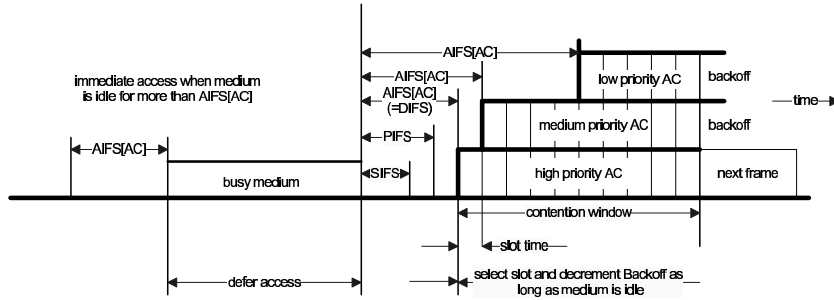 AIFS[AC]
low priority AC
backoff
immediate access when medium
is idle for more than AIFS[AC]
AIFS[AC]
AIFS[AC]
(=DIFS)
time
medium priority AC
backoff
PIFS
AIFS[AC]
SIFS
busy medium
high priority AC
next frame
contention window
slot time
defer access
select slot and decrement Backoff as
long as medium is idle